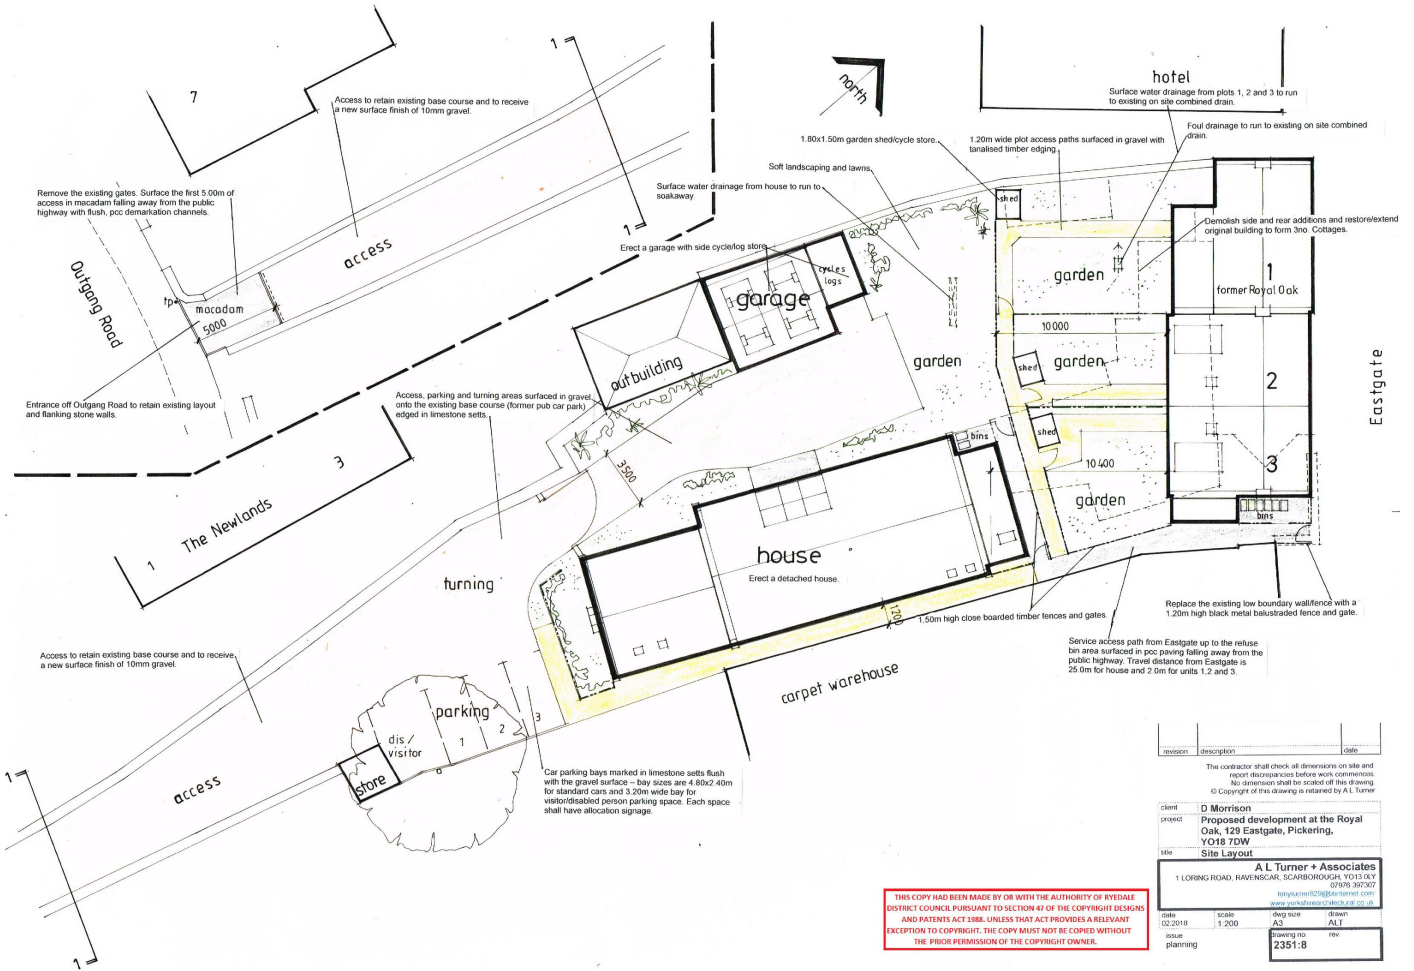 1
1
7
Access to retain existing base course and to receive
a new surface finish of 10mm gravel.
north
hotel
Surface water drainage from plots 1, 2 and 3 to run
to existing on site combined drain.
Foul drainage to run to existing on site combined
drain.
1.80x1.50m garden shed/cycle store.
1.20m wide plot access paths surfaced in gravel with
tanalised timber edging.
Soft landscaping and lawns.
Surface water drainage from house to run to
soakaway.
Remove the existing gates. Surface the first 5.00m of
access in macadam falling away from the public
highway with flush, pcc demarkation channels.
shed
Demolish side and rear additions and restore/extend
original building to form 3no. Cottages.
Erect a garage with side cycle/log store.
access
Outgang Road
tp
macadam
5000
cycles
logs
garage
garden
1
former Royal Oak
10 000
outbuilding
garden
shed
garden
2
Eastgate
Entrance off Outgang Road to retain existing layout
and flanking stone walls.
Access, parking and turning areas surfaced in gravel
onto the existing base course (former pub car park)
edged in limestone setts.
3
The Newlands
1
3 500
bins
shed
10 400
3
garden
bins
house
Erect a detached house.
turning
1200
1.50m high close boarded timber fences and gates.
Replace the existing low boundary wall/fence with a
1.20m high black metal balustraded fence and gate.
Service access path from Eastgate up to the refuse
bin area surfaced in pcc paving falling away from the
public highway. Travel distance from Eastgate is
25.0m for house and 2.0m for units 1,2 and 3.
Access to retain existing base course and to receive
a new surface finish of 10mm gravel.
carpet warehouse
parking
dis/
visitor
1
2
3
store
access
1
1
Car parking bays marked in limestone setts flush
with the gravel surface – bay sizes are 4.80x2.40m
for standard cars and 3.20m wide bay for
visitor/disabled person parking space. Each space
shall have allocation signage.
revision description date
The contractor shall check all dimensions on site and
report discrepancies before work commences.
No dimension shall be scaled off this drawing.
© Copyright of this drawing is retained by A L Turner
client D Morrison
project Proposed development at the Royal
Oak, 129 Eastgate, Pickering,
YO18 7DW
title Site Layout
A L Turner + Associates
1 LORING ROAD, RAVENSCAR, SCARBOROUGH, YO13 0LY
07976 397307
tonyturner829@btinternet.com
www.yorkshirearchitectural.co.uk
date scale dwg size drawn
02.2018 1:200 A3 ALT
issue drawing no rev
planning 2351:8
THIS COPY HAD BEEN MADE BY OR WITH THE AUTHORITY OF RYEDALE
DISTRICT COUNCIL PURSUANT TO SECTION 47 OF THE COPYRIGHT DESIGNS
AND PATENTS ACT 1988. UNLESS THAT ACT PROVIDES A RELEVANT
EXCEPTION TO COPYRIGHT. THE COPY MUST NOT BE COPIED WITHOUT
THE PRIOR PERMISSION OF THE COPYRIGHT OWNER.